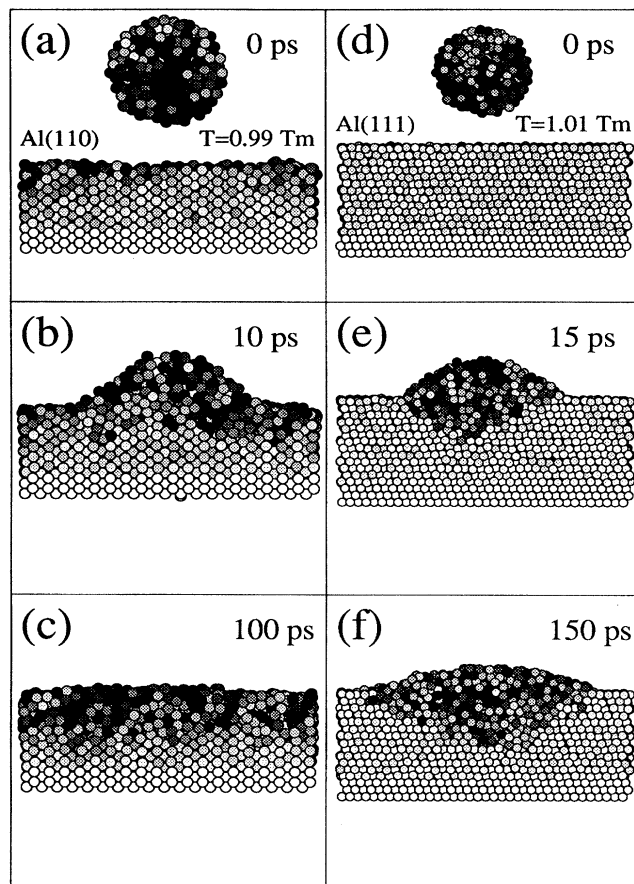 (a) 0 ps
Al(110) T=0.99 Tm
(b) 10 ps
(c) 100 ps
(d) 0 ps
Al(111) T=1.01 Tm
(e) 15 ps
(f) 150 ps